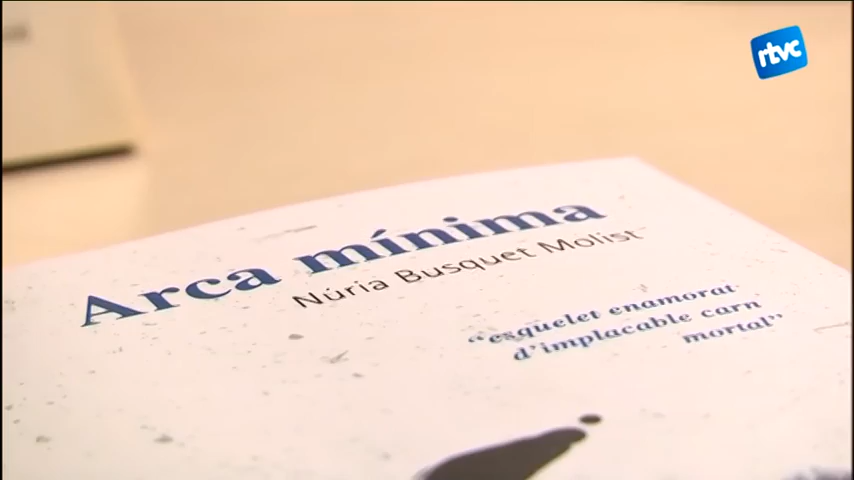 rtvc
Arca mínima
Núria Busquet Molist
“esquelet enamorat
d’implacable carn
mortal”